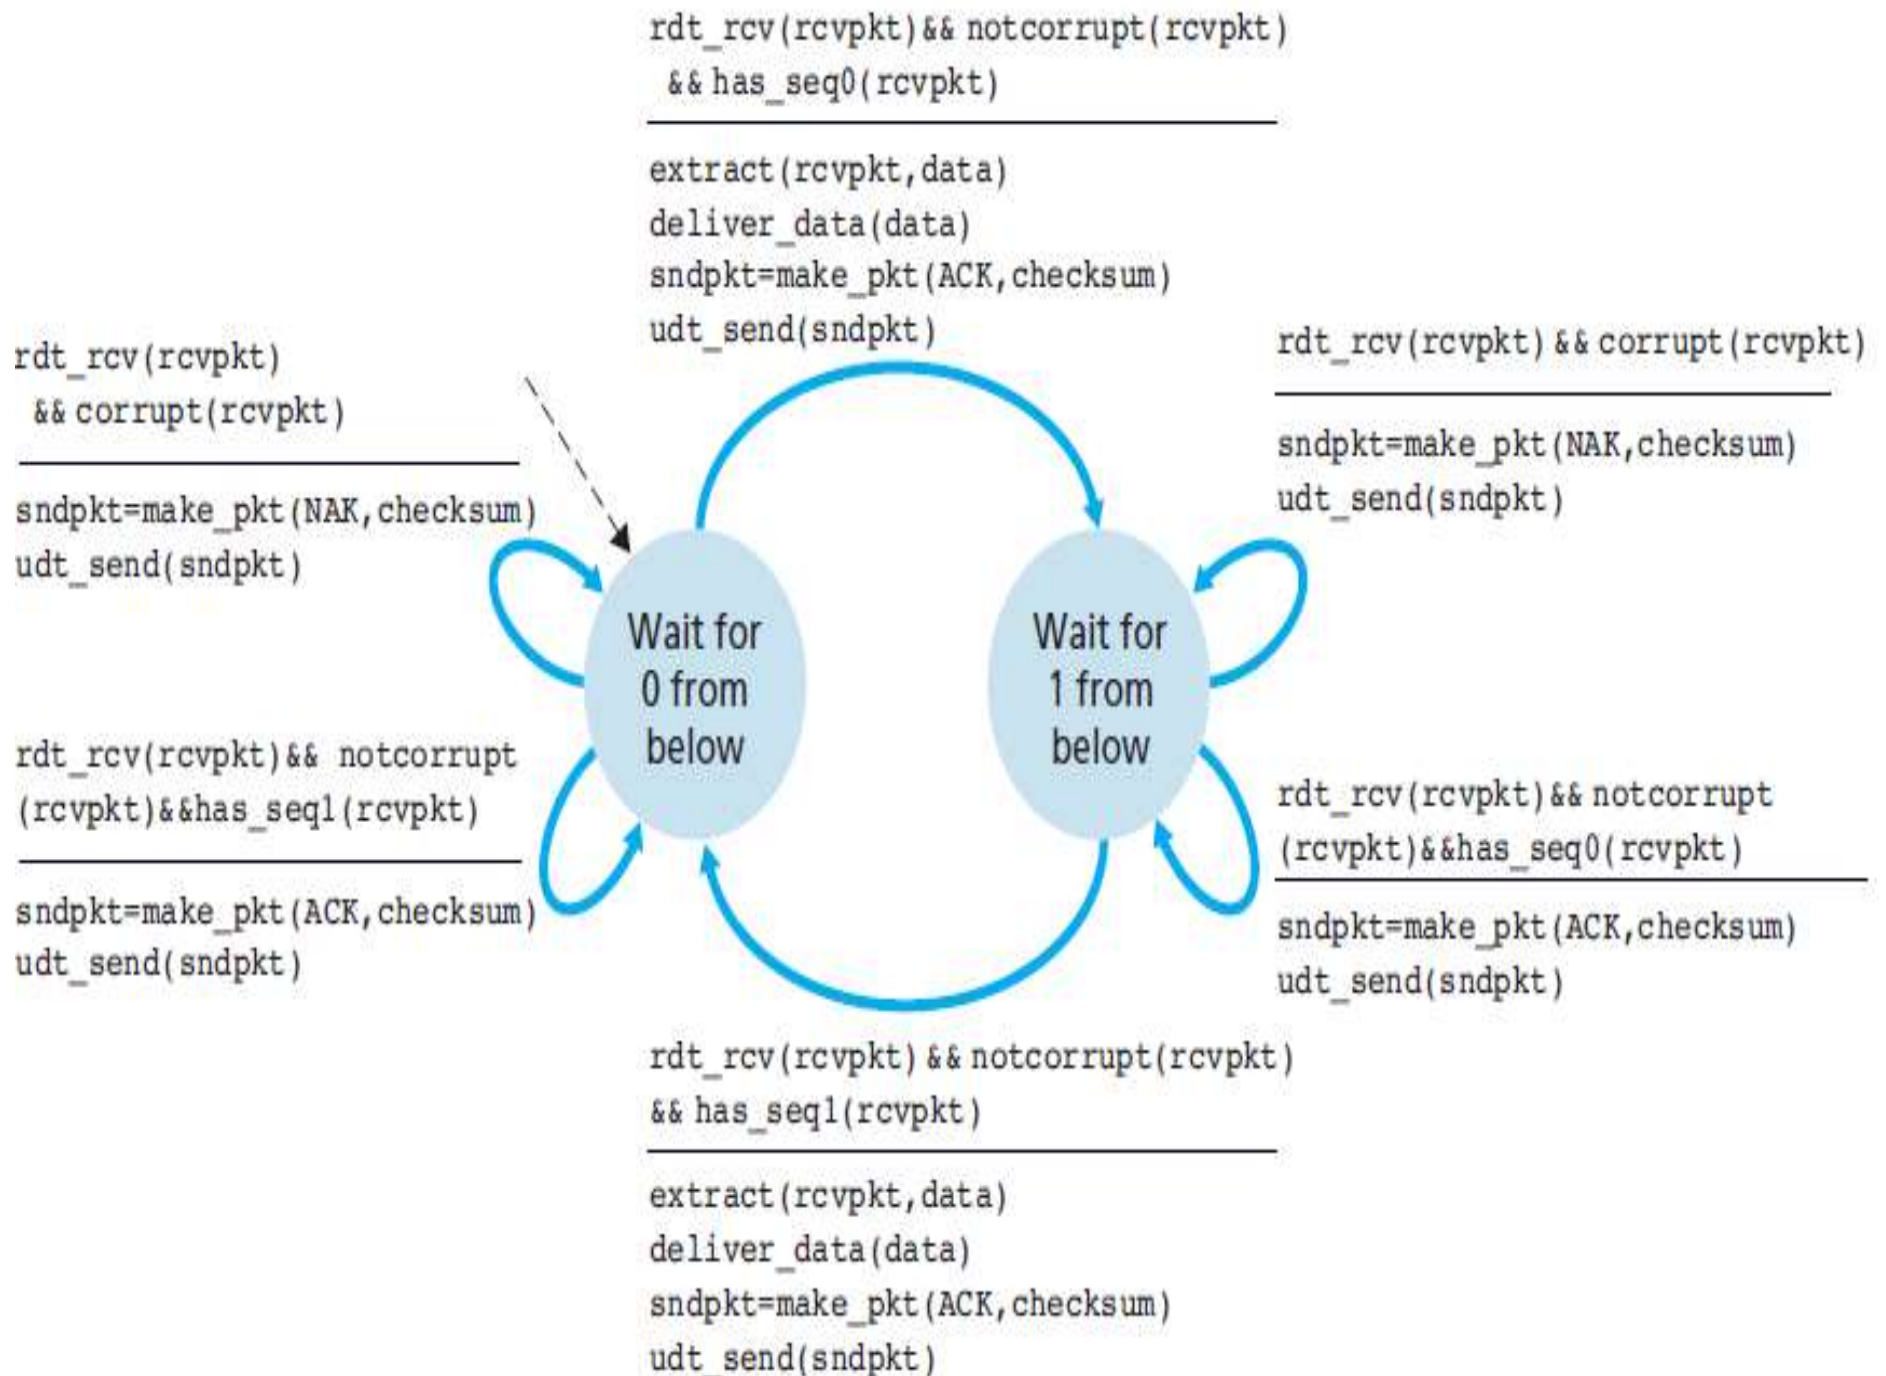 rdt_rcv(rcvpkt)&& notcorrupt(rcvpkt)
&& has_seq0(rcvpkt)
extract(rcvpkt,data)
deliver_data(data)
sndpkt=make_pkt(ACK,checksum)
udt_send(sndpkt)
rdt_rcv(rcvpkt)
&& corrupt(rcvpkt)
sndpkt=make_pkt(NAK,checksum)
udt_send(sndpkt)
rdt_rcv(rcvpkt)&& corrupt(rcvpkt)
sndpkt=make_pkt(NAK,checksum)
udt_send(sndpkt)
Wait for
0 from
below
Wait for
1 from
below
rdt_rcv(rcvpkt)&& notcorrupt
(rcvpkt)&&has_seq1(rcvpkt)
sndpkt=make_pkt(ACK,checksum)
udt_send(sndpkt)
rdt_rcv(rcvpkt)&& notcorrupt
(rcvpkt)&&has_seq0(rcvpkt)
sndpkt=make_pkt(ACK,checksum)
udt_send(sndpkt)
rdt_rcv(rcvpkt)&& notcorrupt(rcvpkt)
&& has_seq1(rcvpkt)
extract(rcvpkt,data)
deliver_data(data)
sndpkt=make_pkt(ACK,checksum)
udt_send(sndpkt)